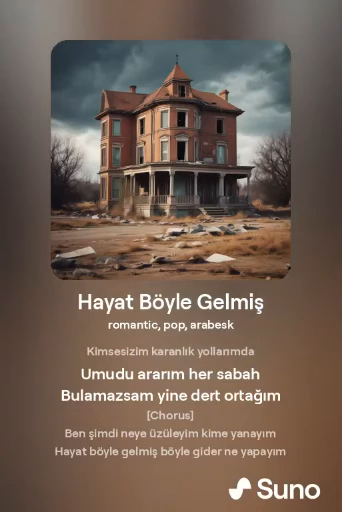 Hayat Böyle Gelmiş
romantic, pop, arabesk
Kimsesizim karanlık yollarımda
Umudu ararım her sabah
Bulamazsam yine dert ortağım
[Chorus]
Ben şimdi neye üzüleyim kime yanayım
Hayat böyle gelmiş böyle gider ne yapayım
Suno